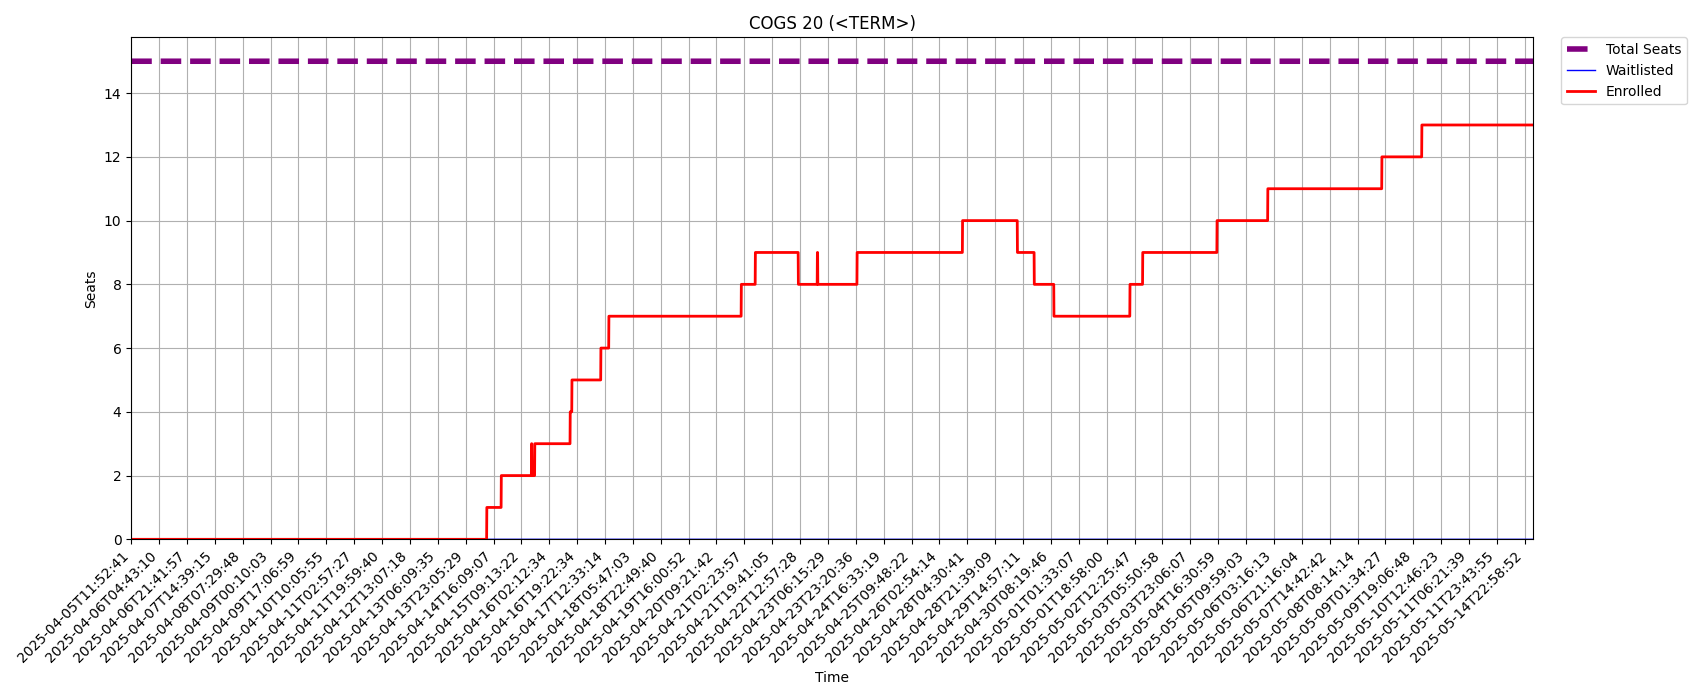 COGS 20 (<TERM>)
Total Seats
Waitlisted
Enrolled
Seats
14
12
10
8
6
4
2
0
2025-04-05T11:52:41
2025-04-06T04:43:10
2025-04-06T21:41:57
2025-04-07T14:39:15
2025-04-08T07:29:48
2025-04-09T00:10:03
2025-04-09T17:06:59
2025-04-10T10:05:55
2025-04-11T02:57:27
2025-04-11T19:59:40
2025-04-12T13:07:18
2025-04-13T06:09:35
2025-04-13T23:05:29
2025-04-14T16:09:07
2025-04-15T09:13:22
2025-04-16T02:12:34
2025-04-16T19:22:34
2025-04-17T12:33:14
2025-04-18T05:47:03
2025-04-18T22:49:40
2025-04-19T16:00:52
2025-04-20T09:21:42
2025-04-21T02:23:57
2025-04-21T19:41:05
2025-04-22T12:57:28
2025-04-23T06:15:29
2025-04-23T23:20:36
2025-04-24T16:33:19
2025-04-25T09:48:22
2025-04-26T02:54:14
2025-04-28T04:30:41
2025-04-28T21:39:09
2025-04-29T14:57:11
2025-04-30T08:19:46
2025-05-01T01:33:07
2025-05-01T18:58:00
2025-05-02T12:25:47
2025-05-03T05:50:58
2025-05-03T23:06:07
2025-05-04T16:30:59
2025-05-05T09:59:03
2025-05-06T03:16:13
2025-05-06T21:16:04
2025-05-07T14:42:42
2025-05-08T08:14:14
2025-05-09T01:34:27
2025-05-09T19:06:48
2025-05-10T12:46:23
2025-05-11T06:21:39
2025-05-11T23:43:55
2025-05-14T22:58:52
Time